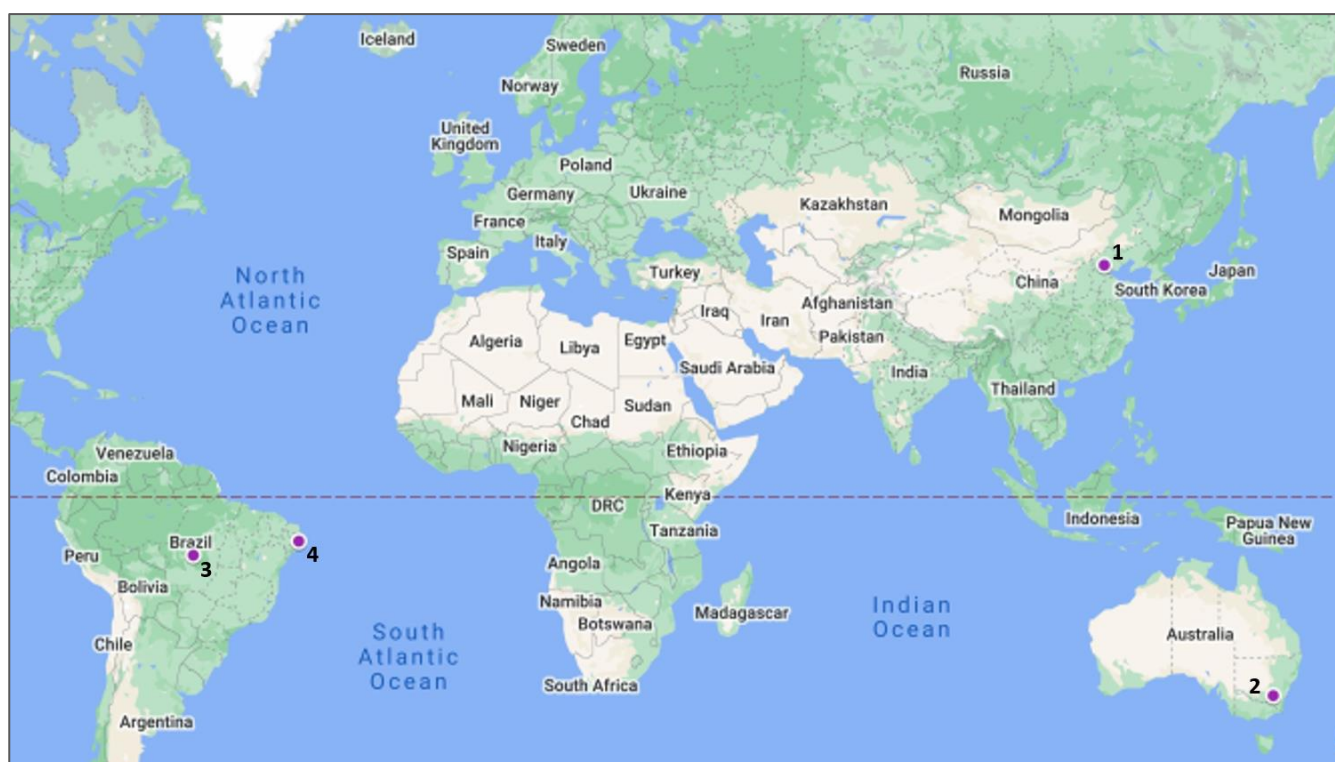 Iceland
Sweden
Norway
Russia
United
Kingdom
Poland
Germany
Ukraine
France
Kazakhstan
Mongolia
Italy
Spain
1
North
Atlantic
Ocean
Turkey
China
Japan
South Korea
Afghanistan
Iraq
Iran
Algeria
Libya
Egypt
Pakistan
Saudi Arabia
India
Thailand
Mali
Niger
Sudan
Chad
Nigeria
Ethiopia
Venezuela
Colombia
Kenya
DRC
Indonesia
Papua New
Guinea
Tanzania
Brazil
4
Peru
3
Angola
Bolivia
Namibia
Madagascar
Indian
Ocean
Botswana
South
Atlantic
Ocean
Chile
Australia
South Africa
2
Argentina